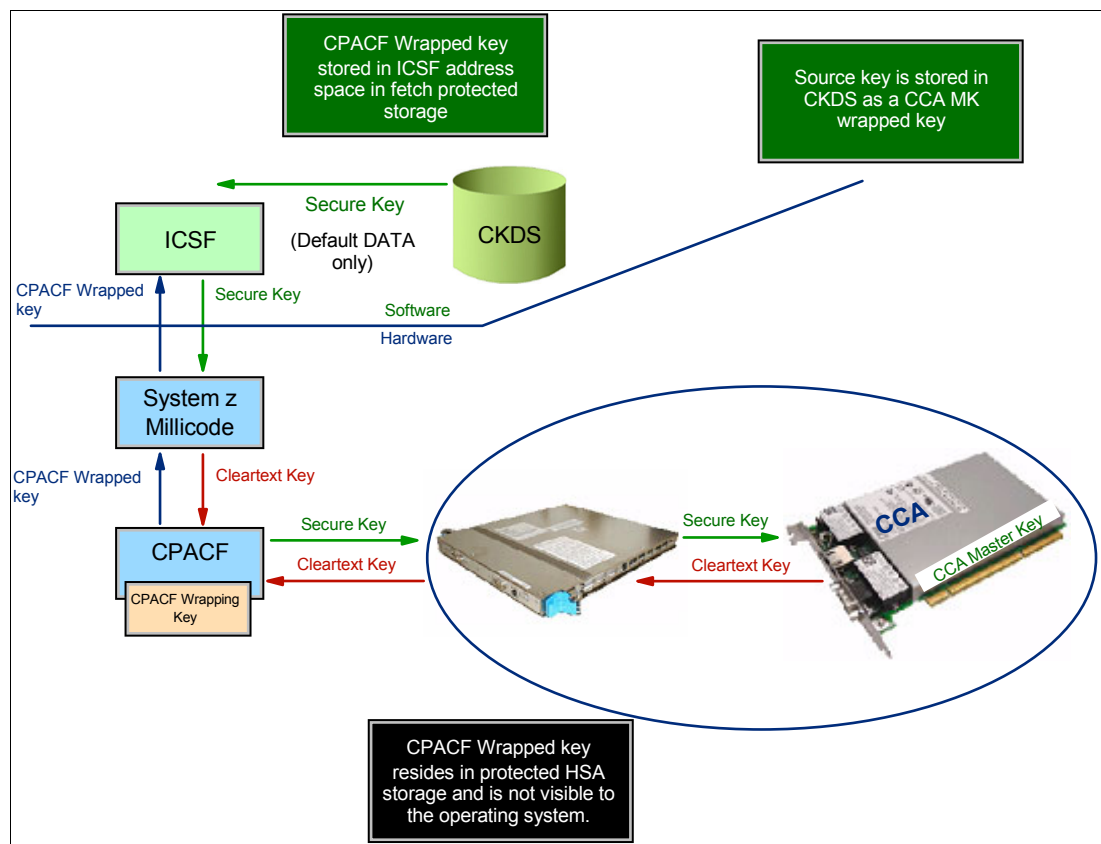 CPACF Wrapped key
stored in ICSF address
space in fetch protected
storage
Source key is stored in
CKDS as a CCA MK
wrapped key
Secure Key
(Default DATA
only)
CKDS
ICSF
CPACF Wrapped
key
Secure Key
Software
Hardware
System z
Millicode
CPACF Wrapped
key
Cleartext Key
CPACF
CPACF Wrapping
Key
Secure Key
Cleartext Key
Secure Key
Cleartext Key
CCA
CCA Master Key
CPACF Wrapped key
resides in protected HSA
storage and is not visible to
the operating system.